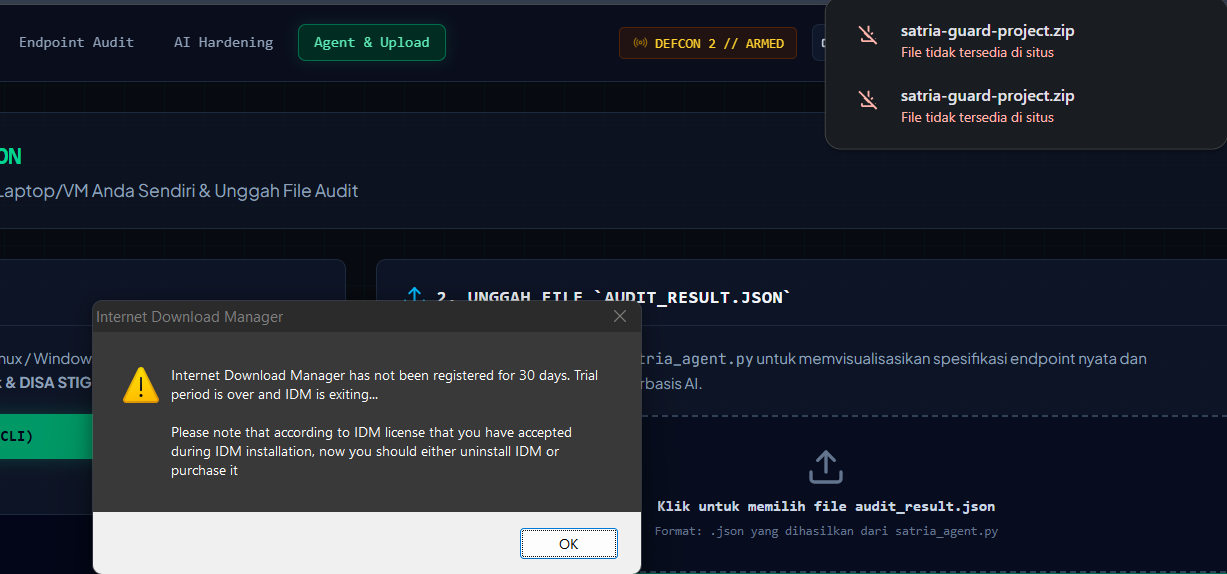 Endpoint Audit
AI Hardening
Agent & Upload
DEFCON 2 // ARMED
satria-guard-project.zip
File tidak tersedia di situs
satria-guard-project.zip
File tidak tersedia di situs
ON
Laptop/VM Anda Sendiri & Unggah File Audit
2. UNGGAH FILE `AUDIT_RESULT.JSON`
nux / Window
& DISA STIG
CLI)
tria_agent.py untuk memvisualisasikan spesifikasi endpoint nyata dan
rbasis AI.
Klik untuk memilih file audit_result.json
Format: .json yang dihasilkan dari satria_agent.py
Internet Download Manager
Internet Download Manager has not been registered for 30 days. Trial
period is over and IDM is exiting...
Please note that according to IDM license that you have accepted
during IDM installation, now you should either uninstall IDM or
purchase it
OK